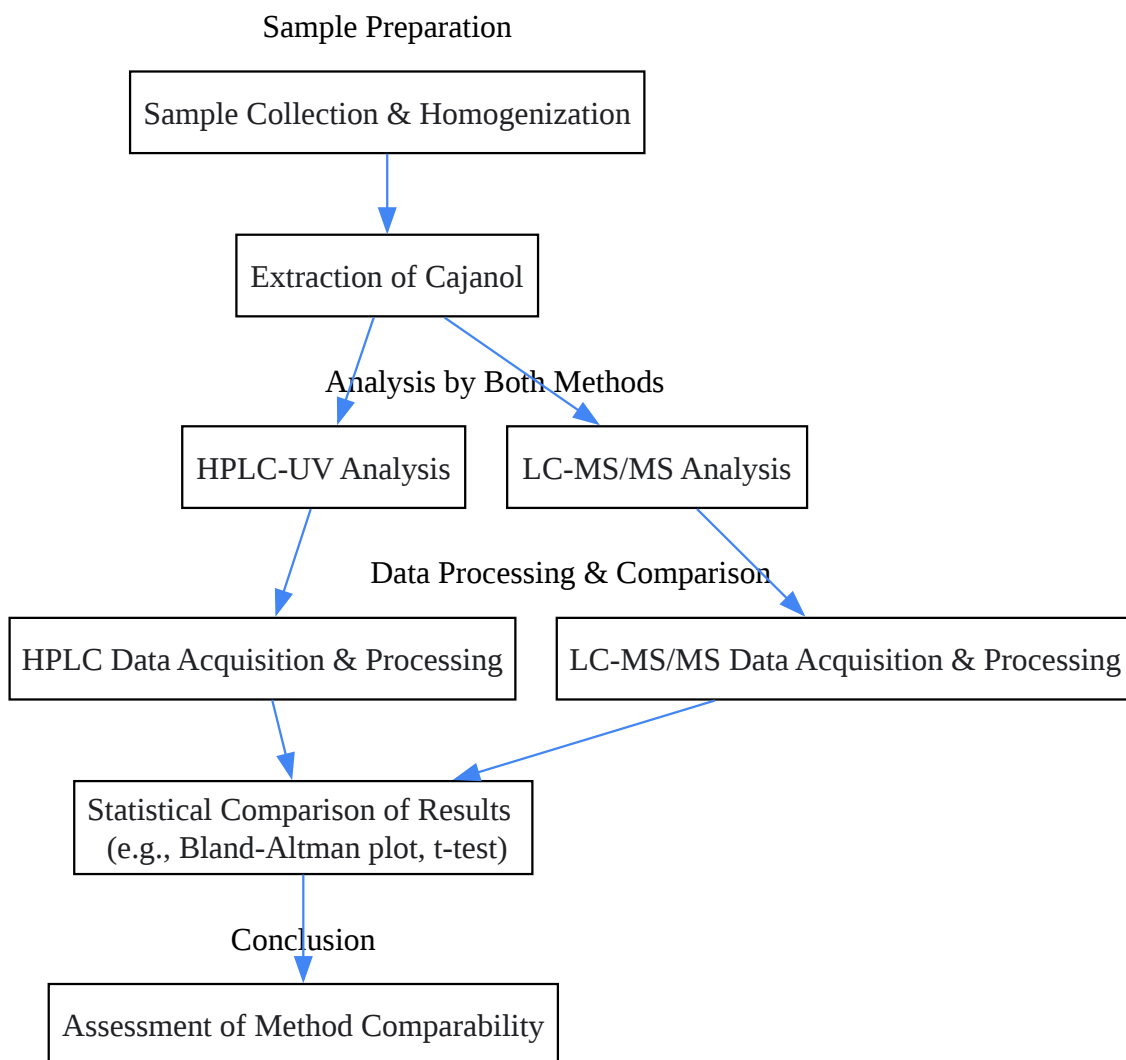 Sample Preparation
Sample Collection & Homogenization
Extraction of Cajanol
Analysis by Both Methods
HPLC-UV Analysis
LC-MS/MS Analysis
Data Processing & Comparison
HPLC Data Acquisition & Processing
LC-MS/MS Data Acquisition & Processing
Statistical Comparison of Results
(e.g., Bland-Altman plot, t-test)
Conclusion
Assessment of Method Comparability